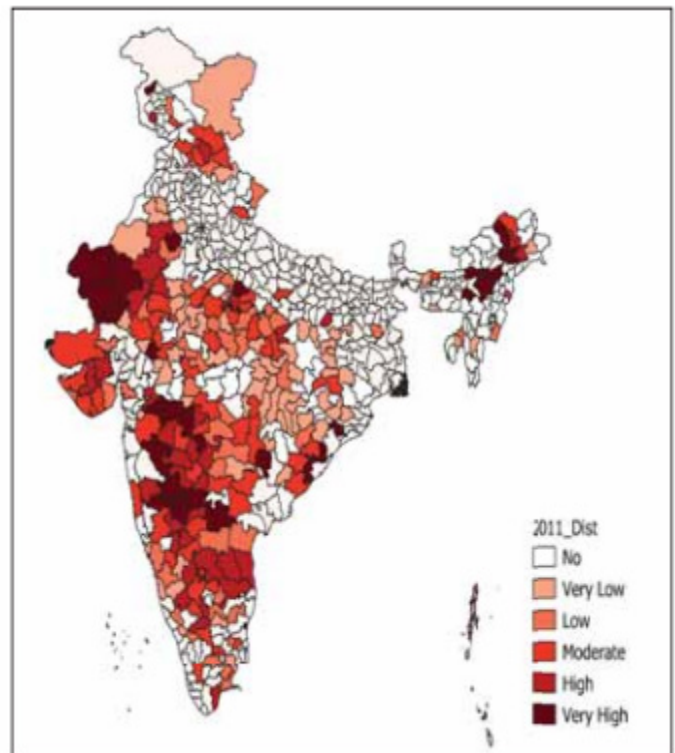 2011_Dist
No
Very Low
Low
Moderate
High
Very High